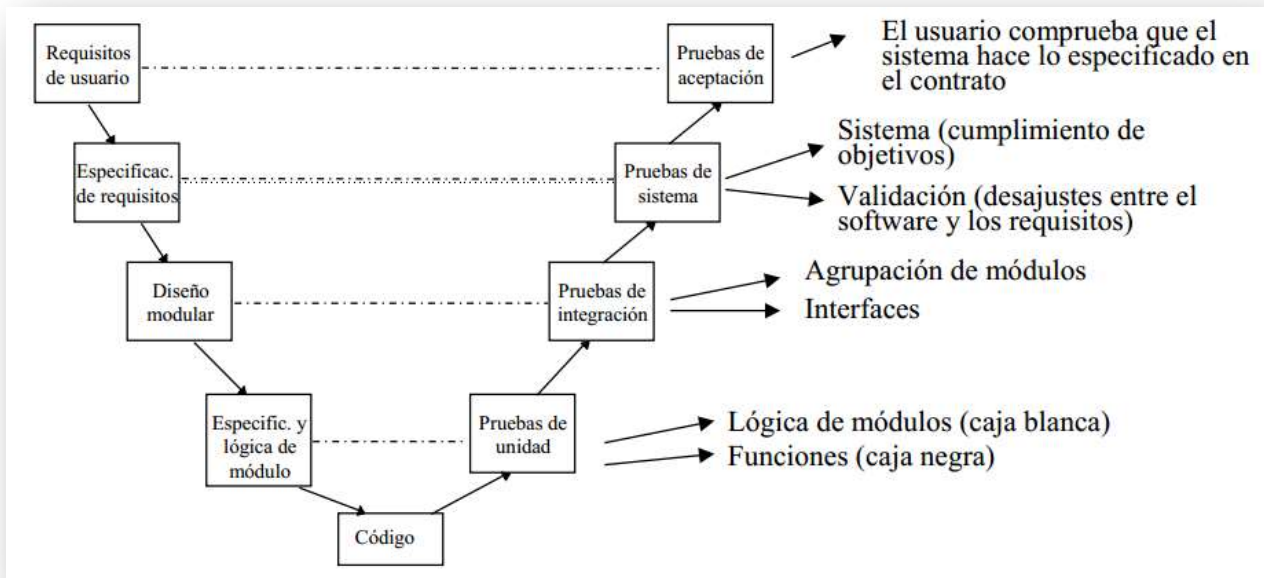 Requisitos
de usuario
Pruebas de
aceptación
El usuario comprueba que el
sistema hace lo especificado en
el contrato
Especificac.
de requisitos
Pruebas de
sistema
Sistema (cumplimiento de
objetivos)
Validación (desajustes entre el
software y los requisitos)
Diseño
modular
Pruebas de
integración
Agrupación de módulos
Interfaces
Especific. y
lógica de
módulo
Pruebas de
unidad
Lógica de módulos (caja blanca)
Funciones (caja negra)
Código